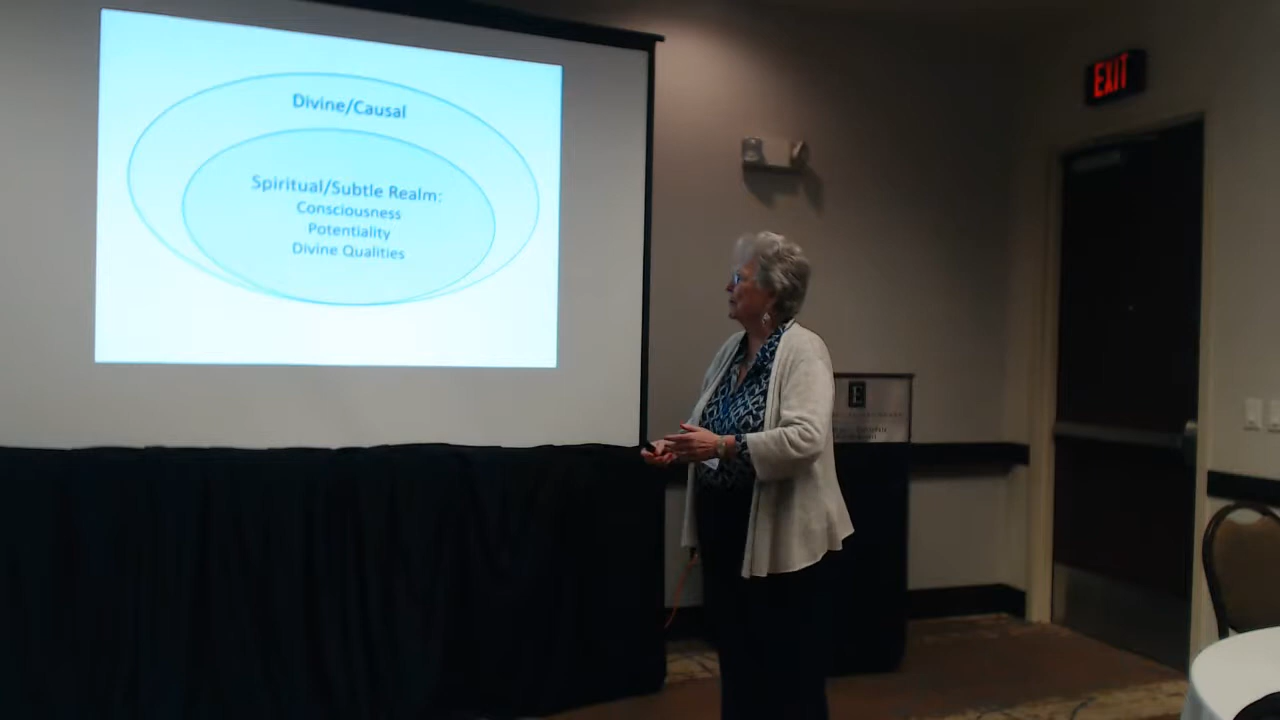 Divine/Causal
Spiritual/Subtle Realm:
Consciousness
Potentiality
Divine Qualities
EXIT
E